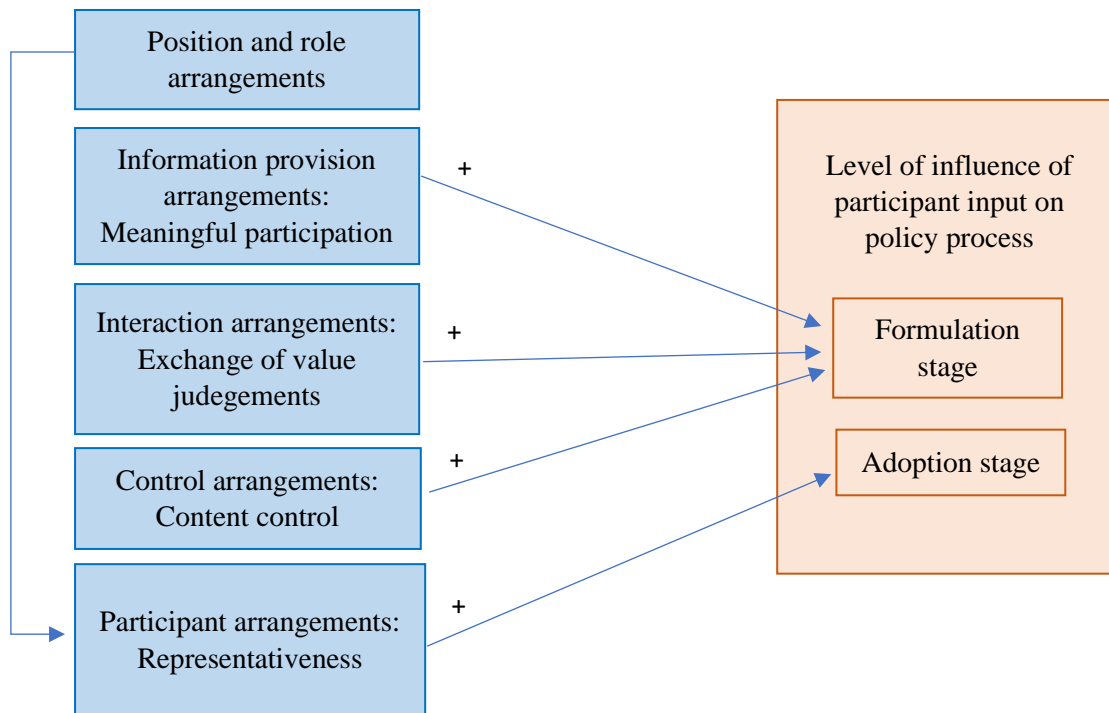 Position and role
arrangements
Information provision
arrangements:
Meaningful participation
+
Interaction arrangements:
Exchange of value
judegements
+
Control arrangements:
Content control
+
Participant arrangements:
Representativeness
+
Level of influence of
participant input on
policy process
Formulation
stage
Adoption stage